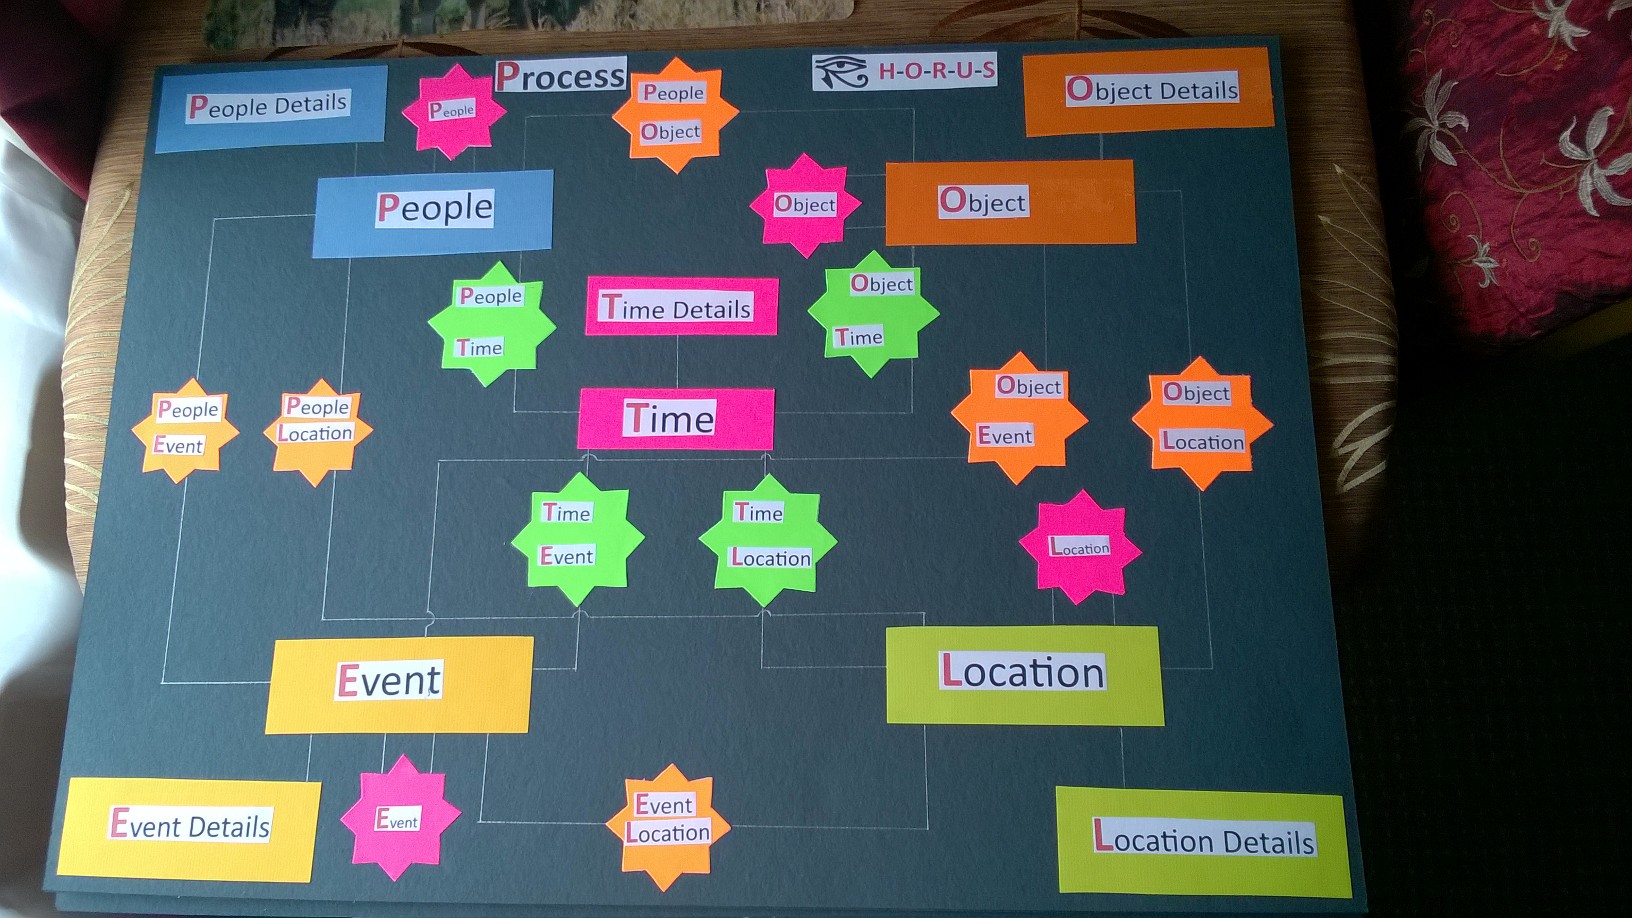 Process
H-O-R-U-S
People Details
People
People
Object
Object Details
People
Object
Object
People
Time
Time Details
Object
Time
People
Event
People
Location
Time
Object
Event
Object
Location
Time
Event
Time
Location
Location
Event
Location
Event Details
Event
Event
Location
Location Details